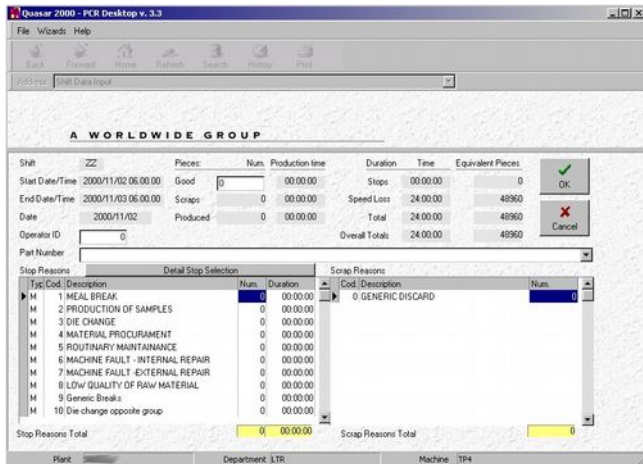 Quasar 2000 - PCR Desktop v. 3.3
File Wizards Help
Back Forward Home Refresh Search History Print
Address Shift Data Input
A WORLDWIDE GROUP
Shift ZZ Pieces: Num. Production time Duration Time Equivalent Pieces
Start Date/Time 2000/11/02 06.00.00 Good 0 00:00:00 Stops 00:00:00 0 OK
End Date/Time 2000/11/03 06.00.00 Scraps 0 00:00:00 Speed Loss 24:00:00 48960
Date 2000/11/02 Produced 0 00:00:00 Total 24:00:00 48960 Cancel
Operator ID 0 Overall Totals 24:00:00 48960
Part Number
Stop Reasons Detail Stop Selection Scrap Reasons
Typ Cod. Description Num. Duration Cod. Description Num.
M 1 MEAL BREAK 0 00:00:00 0 GENERIC DISCARD 0
M 2 PRODUCTION OF SAMPLES 0 00:00:00
M 3 DIE CHANGE 0 00:00:00
M 4 MATERIAL PROCURAMENT 0 00:00:00
M 5 ROUTINARY MAINTAINANCE 0 00:00:00
M 6 MACHINE FAULT - INTERNAL REPAIR 0 00:00:00
M 7 MACHINE FAULT -EXTERNAL REPAIR 0 00:00:00
M 8 LOW QUALITY OF RAW MATERIAL 0 00:00:00
M 9 Generic Breaks 0 00:00:00
M 10 Die change opposite group 0 00:00:00
Stop Reasons Total 0 00:00:00 Scrap Reasons Total 0
Plant Department LTR Machine TP4